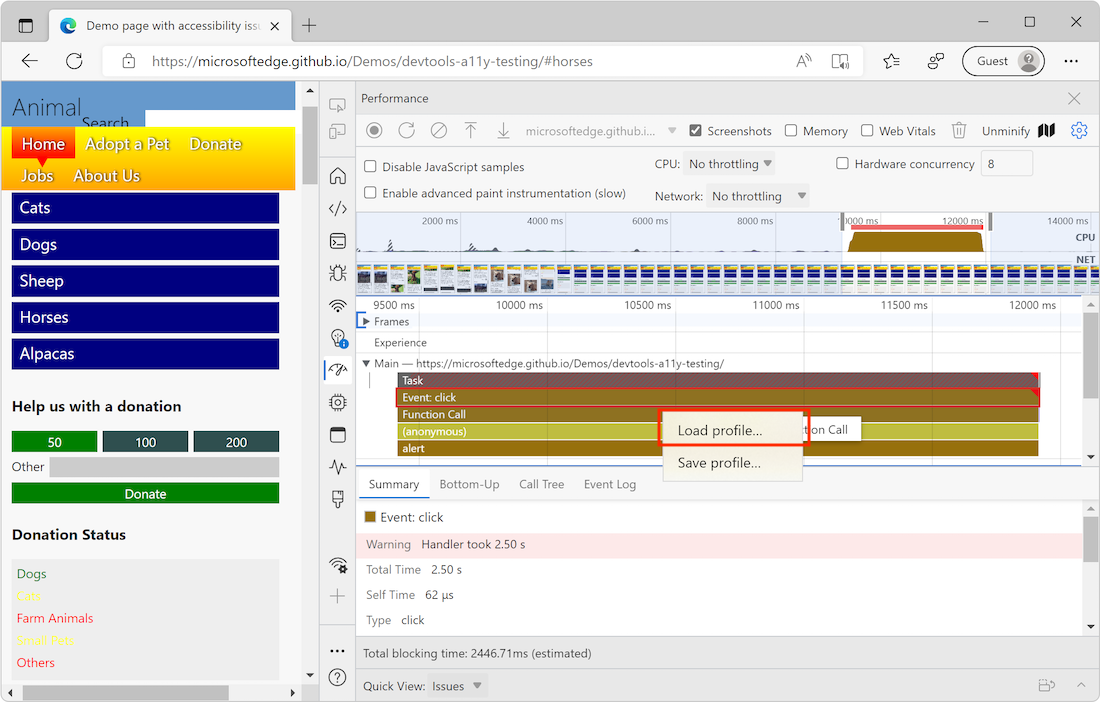 Demo page with accessibility issu
https://microsoftedge.github.io/Demos/devtools-a11y-testing/#horses
Guest
Animal
Search
Home Adopt a Pet Donate
Jobs About Us
Cats
Dogs
Sheep
Horses
Alpacas
Help us with a donation
50 100 200
Other
Donate
Donation Status
Dogs
Cats
Farm Animals
Small Pets
Others
Performance
microsoftedge.github.i... Screenshots Memory Web Vitals Unminify
Disable JavaScript samples CPU: No throttling Hardware concurrency 8
Enable advanced paint instrumentation (slow) Network: No throttling
2000 ms 4000 ms 6000 ms 8000 ms 0000 ms 12000 ms 14000 ms
CPU
NET
9500 ms 10000 ms 10500 ms 11000 ms 11500 ms 12000 ms
Frames
Experience
Main — https://microsoftedge.github.io/Demos/devtools-a11y-testing/
Task
Event: click
Function Call
(anonymous)
alert
Load profile... ction Call
Save profile...
Summary Bottom-Up Call Tree Event Log
Event: click
Warning Handler took 2.50 s
Total Time 2.50 s
Self Time 62 μs
Type click
Total blocking time: 2446.71ms (estimated)
Quick View: Issues